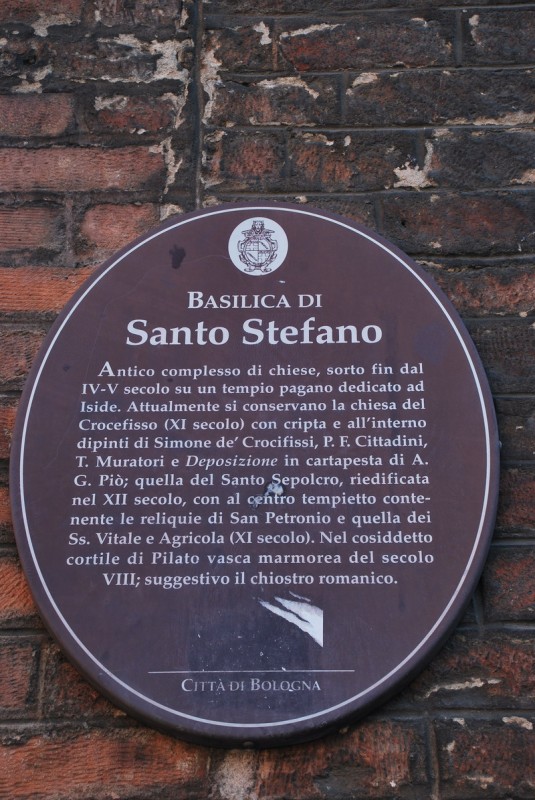 BASILICA DI
Santo Stefano
Antico complesso di chiese, sorto fin dal
IV-V secolo su un tempio pagano dedicato ad
Iside. Attualmente si conservano la chiesa del
Crocefisso (XI secolo) con cripta e all'interno
dipinti di Simone de' Crocifissi, P. F. Cittadini,
T. Muratori e Deposizione in cartapesta di A.
G. Piò; quella del Santo Sepolcro, riedificata
nel XII secolo, con al centro tempietto conte-
nente le reliquie di San Petronio e quella dei
Ss. Vitale e Agricola (XI secolo). Nel cosiddetto
cortile di Pilato vasca marmorea del secolo
VIII; suggestivo il chiostro romanico.
CITTÀ DI BOLOGNA